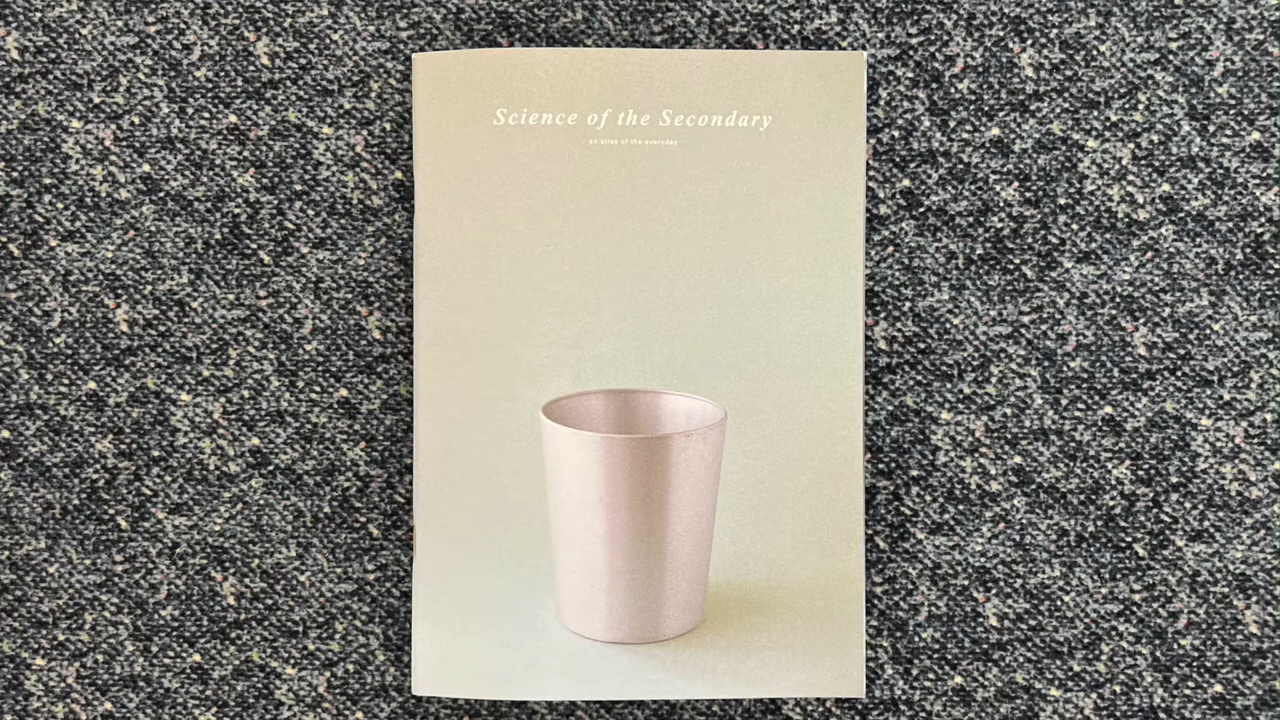 Science of the Secondary
an atlas of the everyday